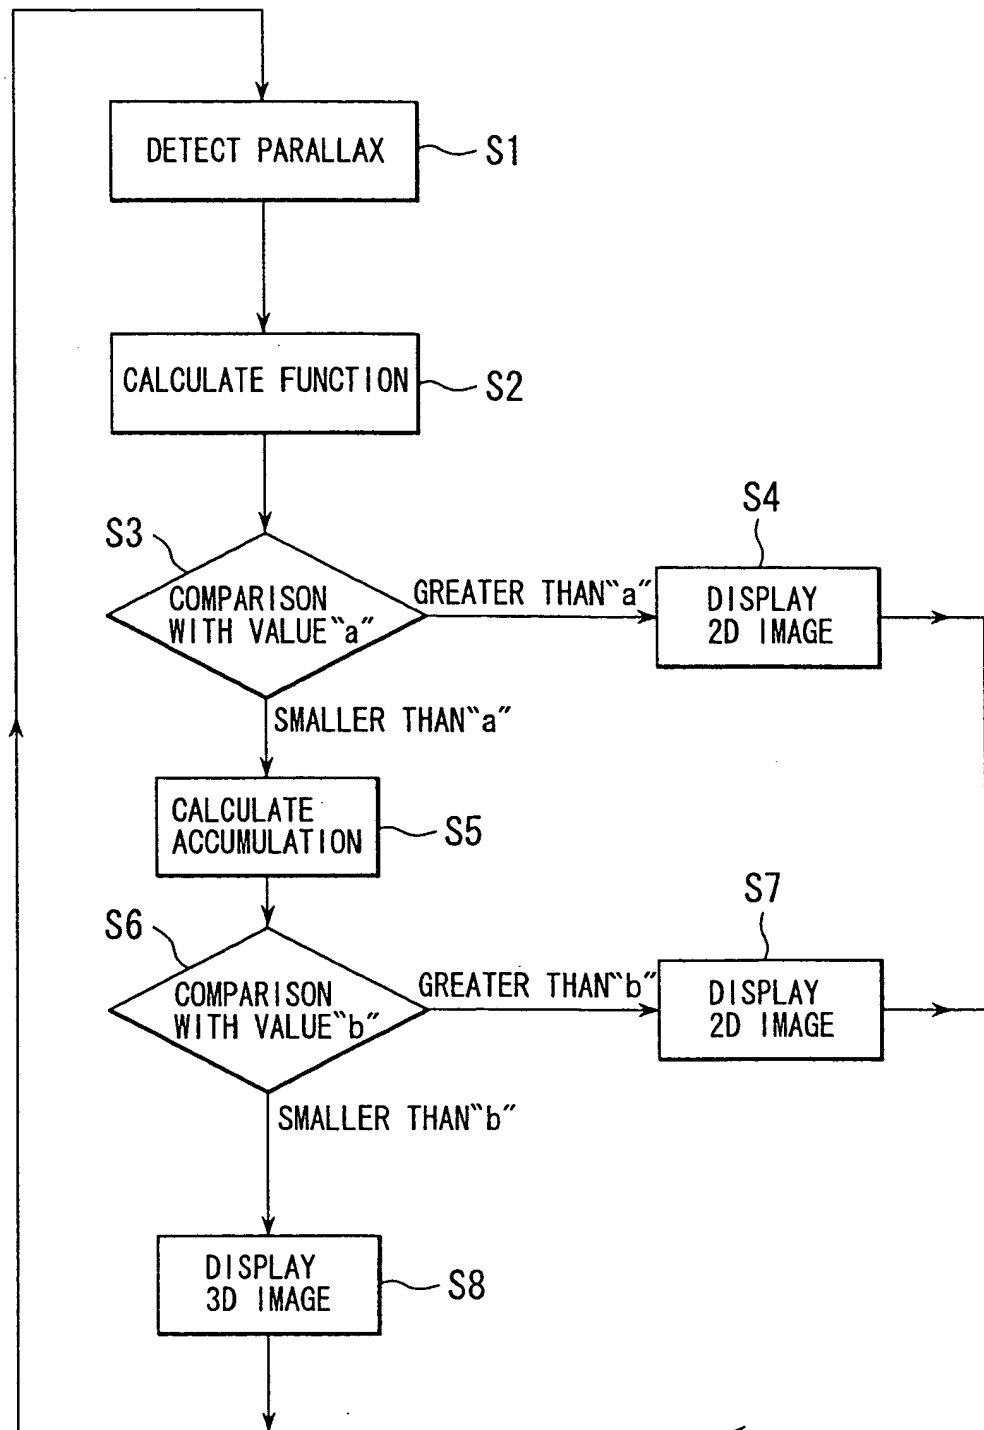 DETECT PARALLAX
S1
CALCULATE FUNCTION
S2
S3
COMPARISON
WITH VALUE“a”
GREATER THAN“a”
S4
DISPLAY
2D IMAGE
SMALLER THAN“a”
CALCULATE
ACCUMULATION
S5
S6
COMPARISON
WITH VALUE“b”
GREATER THAN“b”
S7
DISPLAY
2D IMAGE
SMALLER THAN“b”
DISPLAY
3D IMAGE
S8